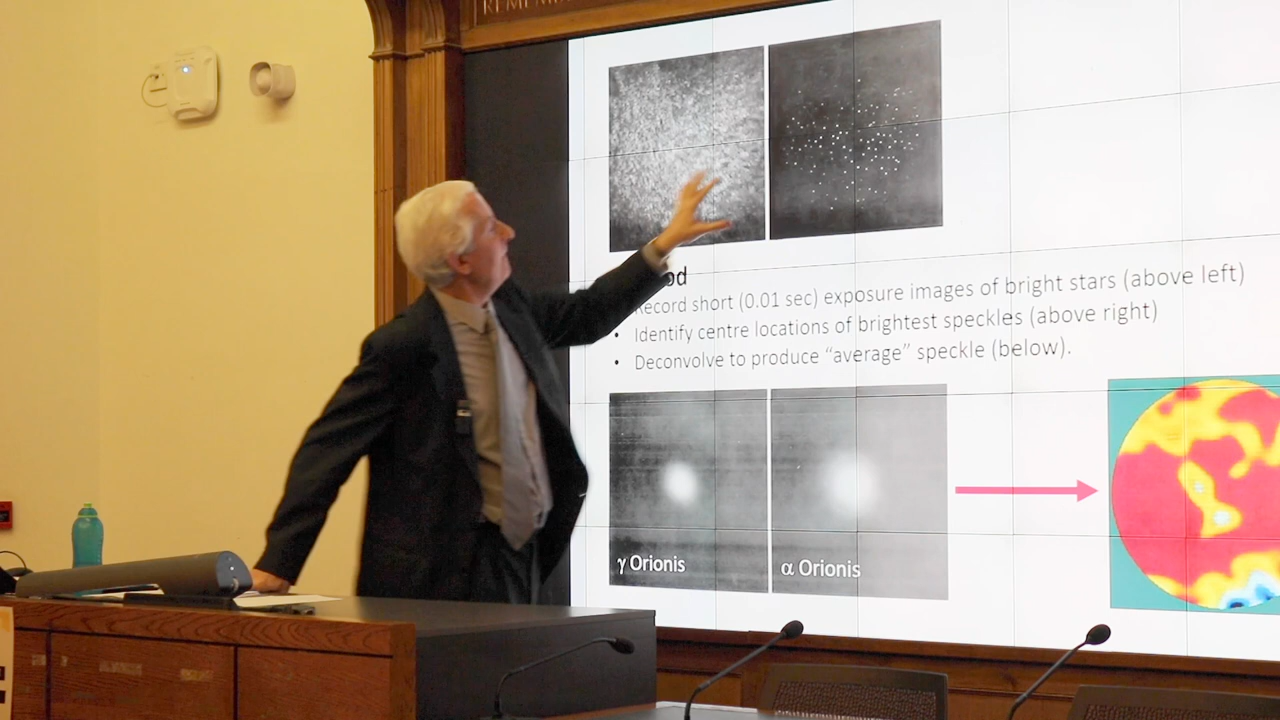 Record short (0.01 sec) exposure images of bright stars (above left)
• Identify centre locations of brightest speckles (above right)
• Deconvolve to produce “average” speckle (below).
γ Orionis
α Orionis